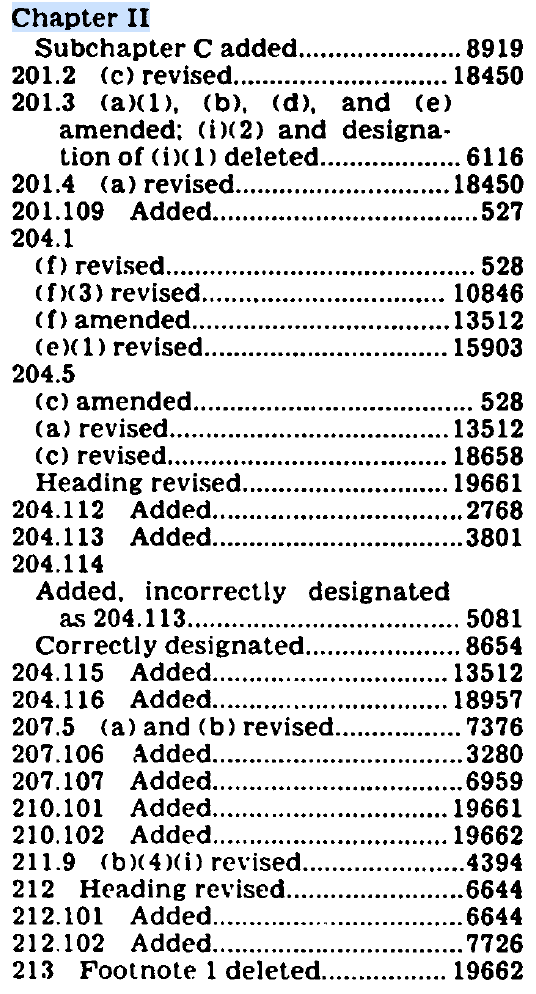 Chapter II
Subchapter C added.......................8919
201.2 (c) revised..............................18450
201.3 (a)(1), (b), (d), and (e)
amended; (i)(2) and designa-
tion of (i)(1) deleted....................6116
201.4 (a) revised..............................18450
201.109 Added.....................................527
204.1
(f) revised...........................................528
(f)(3) revised................................. 10846
(f) amended....................................13512
(e)(1) revised..................................15903
204.5
(c) amended...................................... 528
(a) revised.......................................13512
(c) revised.......................................18658
Heading revised.............................19661
204.112 Added...................................2768
204.113 Added...................................3801
204.114
Added, incorrectly designated
as 204.113...................................... 5081
Correctly designated......................8654
204.115 Added.................................13512
204.116 Added.................................18957
207.5 (a) and (b) revised..................7376
207.106 Added...................................3280
207.107 Added...................................6959
210.101 Added.................................19661
210.102 Added.................................19662
211.9 (b)(4)(i) revised.......................4394
212 Heading revised.........................6644
212.101 Added...................................6644
212.102 Added...................................7726
213 Footnote 1 deleted.................. 19662